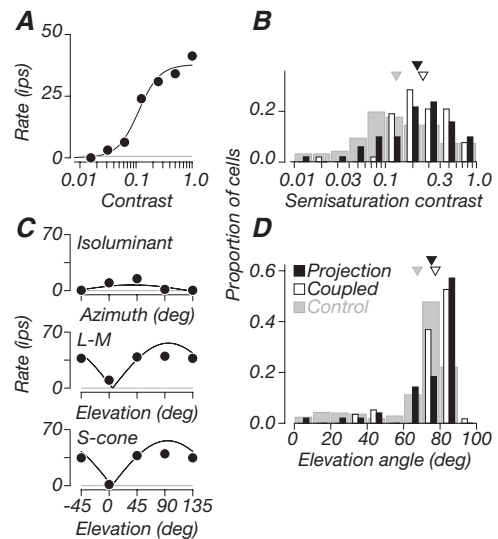 A
50
25
0
Rate (ips)
0.01
0.1
1.0
Contrast
B
0.2
0.0
0.01
0.03
0.1
0.3
1.0
Semisaturation contrast
Proportion of cells
C
70
Isoluminant
0
Azimuth (deg)
70
L-M
0
Elevation (deg)
Rate (ips)
70
S-cone
0
-45 0 45 90 135
Elevation (deg)
D
0.6
0.4
0.2
0.0
Projection
Coupled
Control
0 20 40 60 80 100
Elevation angle (deg)